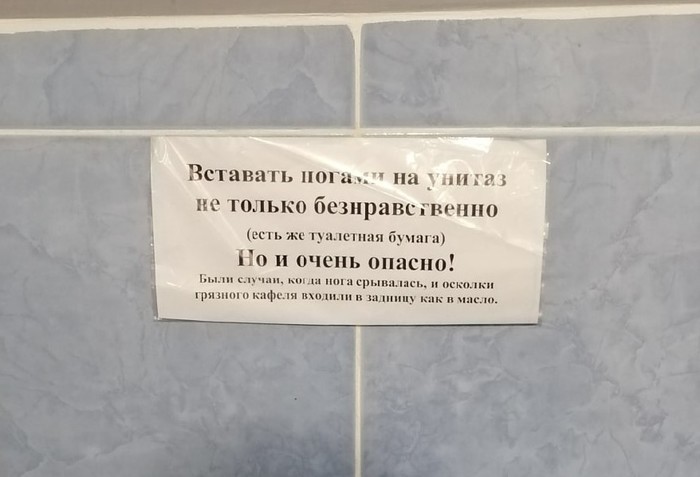 Вставать ногами на унитаз
не только безнравственно
(есть же туалетная бумага)
Но и очень опасно!
Были случаи, когда нога срывалась, и осколки
грязного кафеля входили в задницу как в масло.